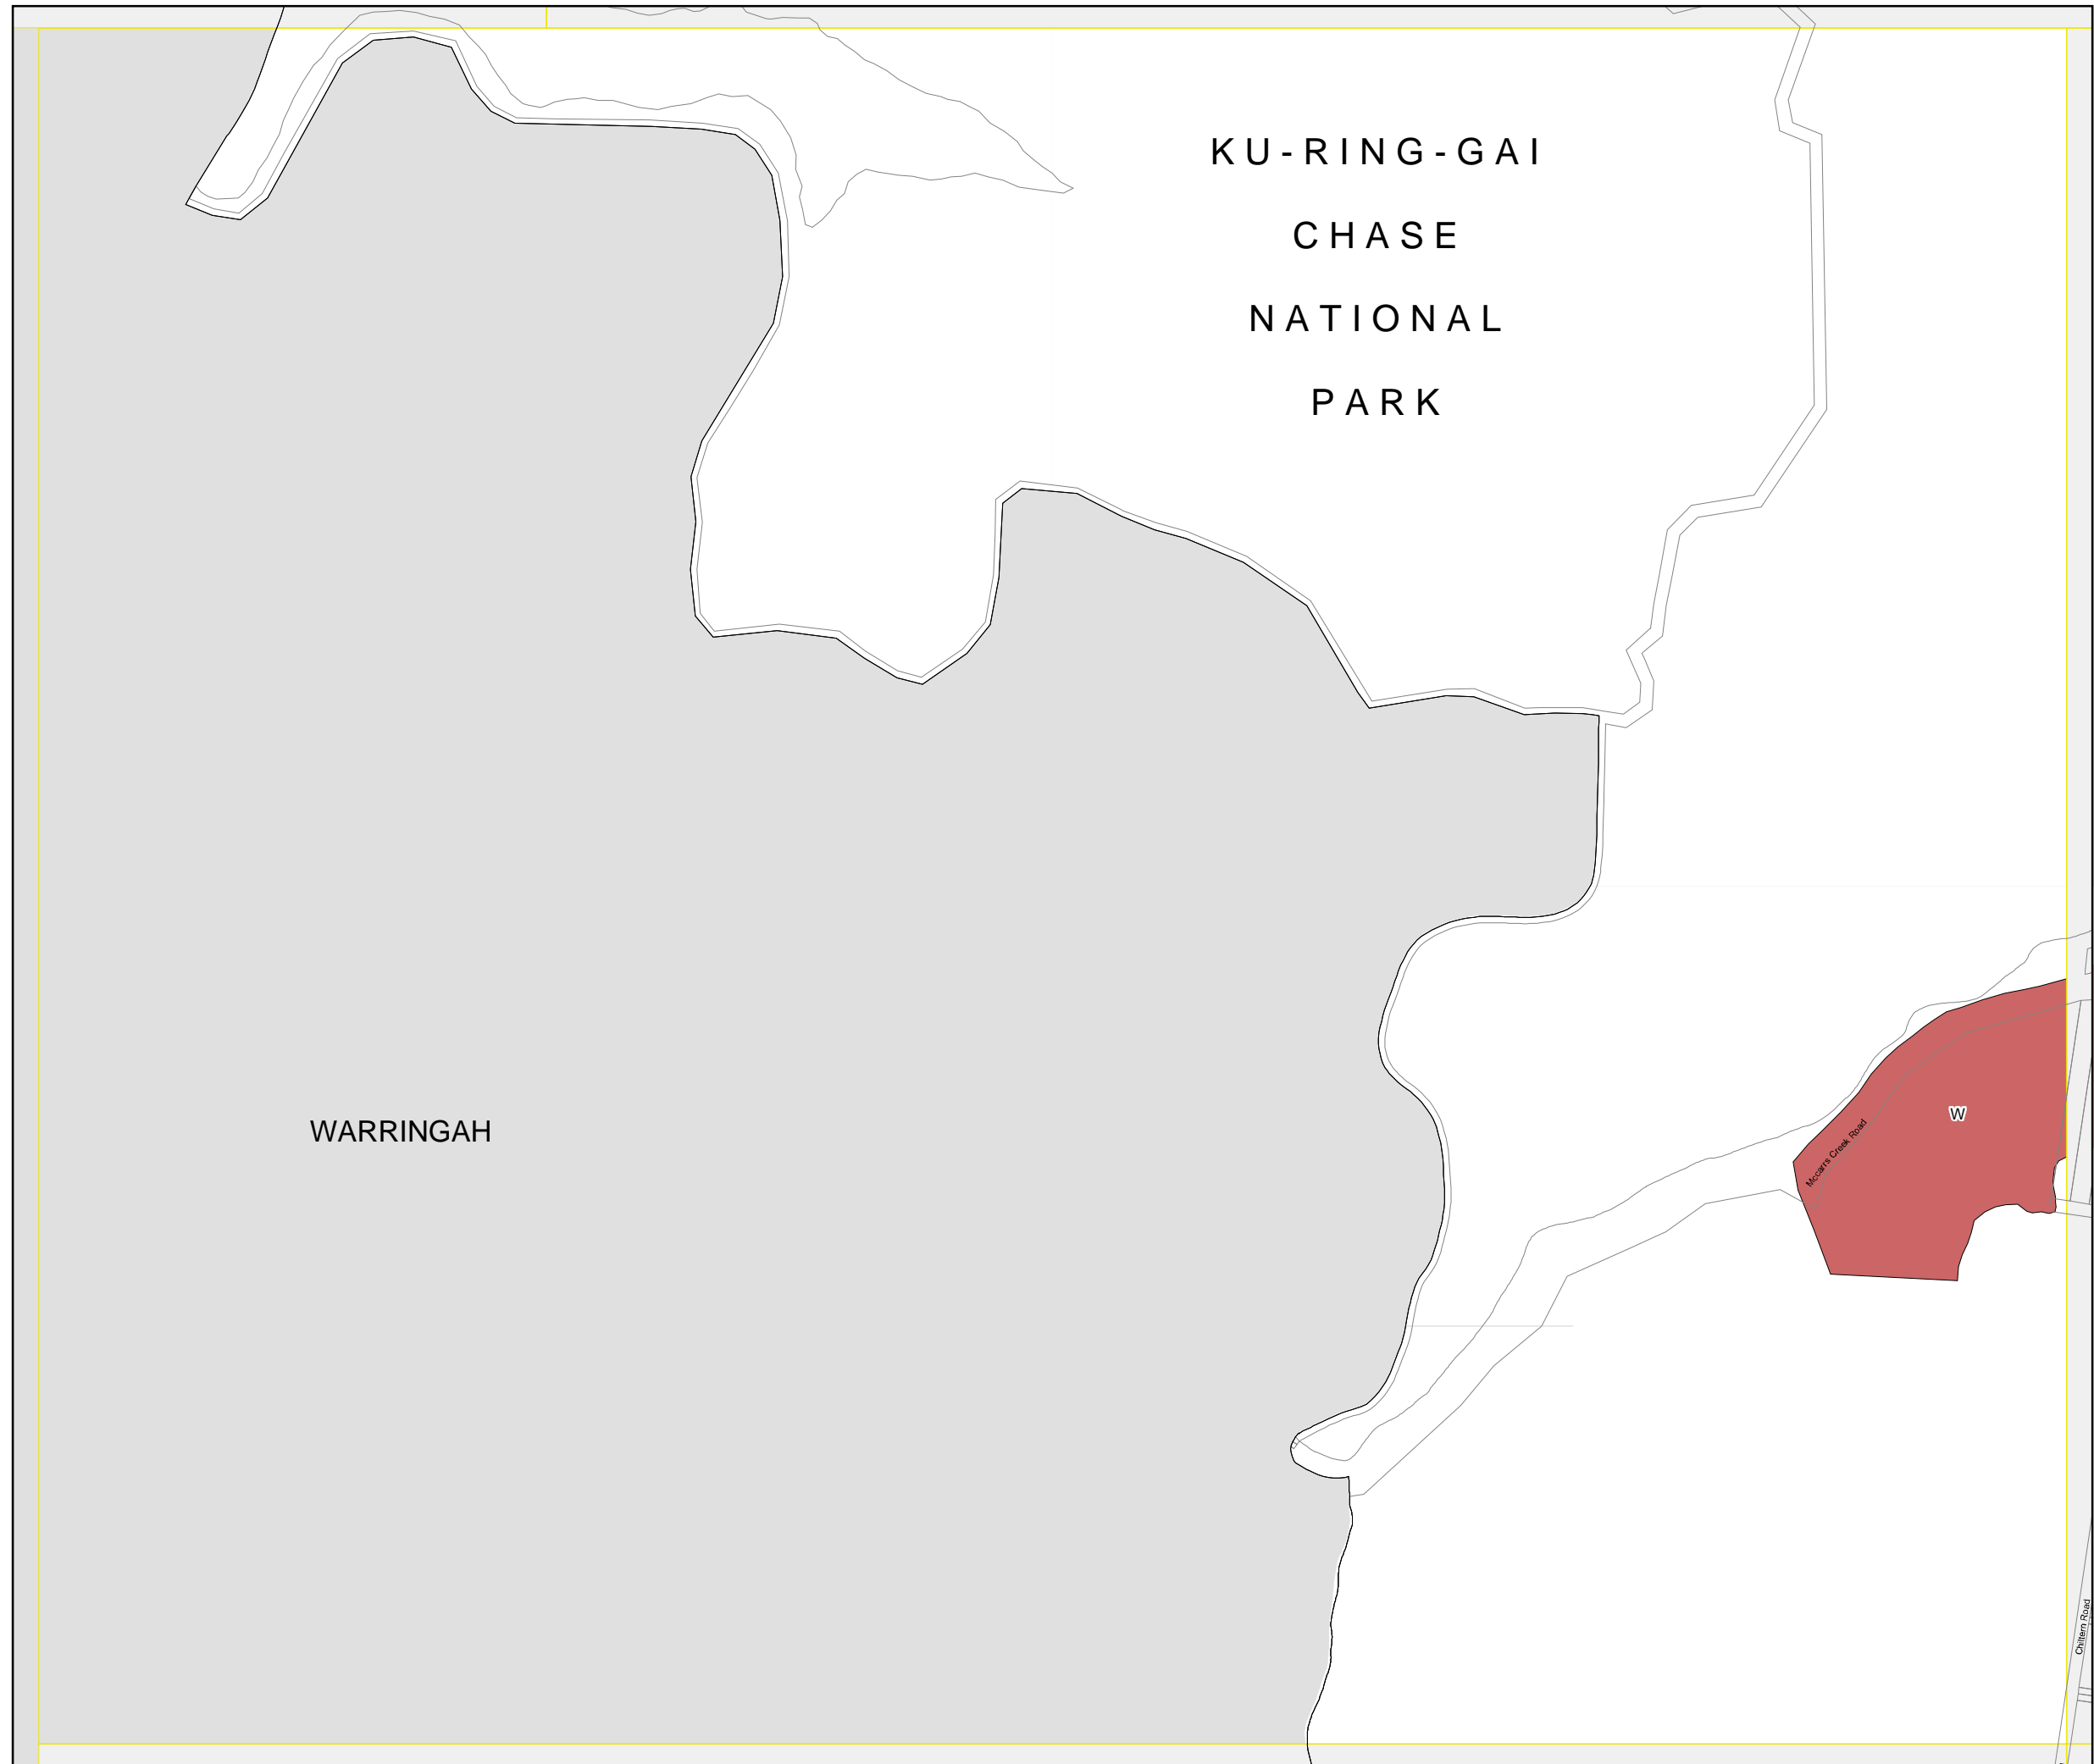 KU-RING-GAI
CHASE
NATIONAL
PARK
W
Mccarrs Creek Road
WARRINGAH
Chiltern Road